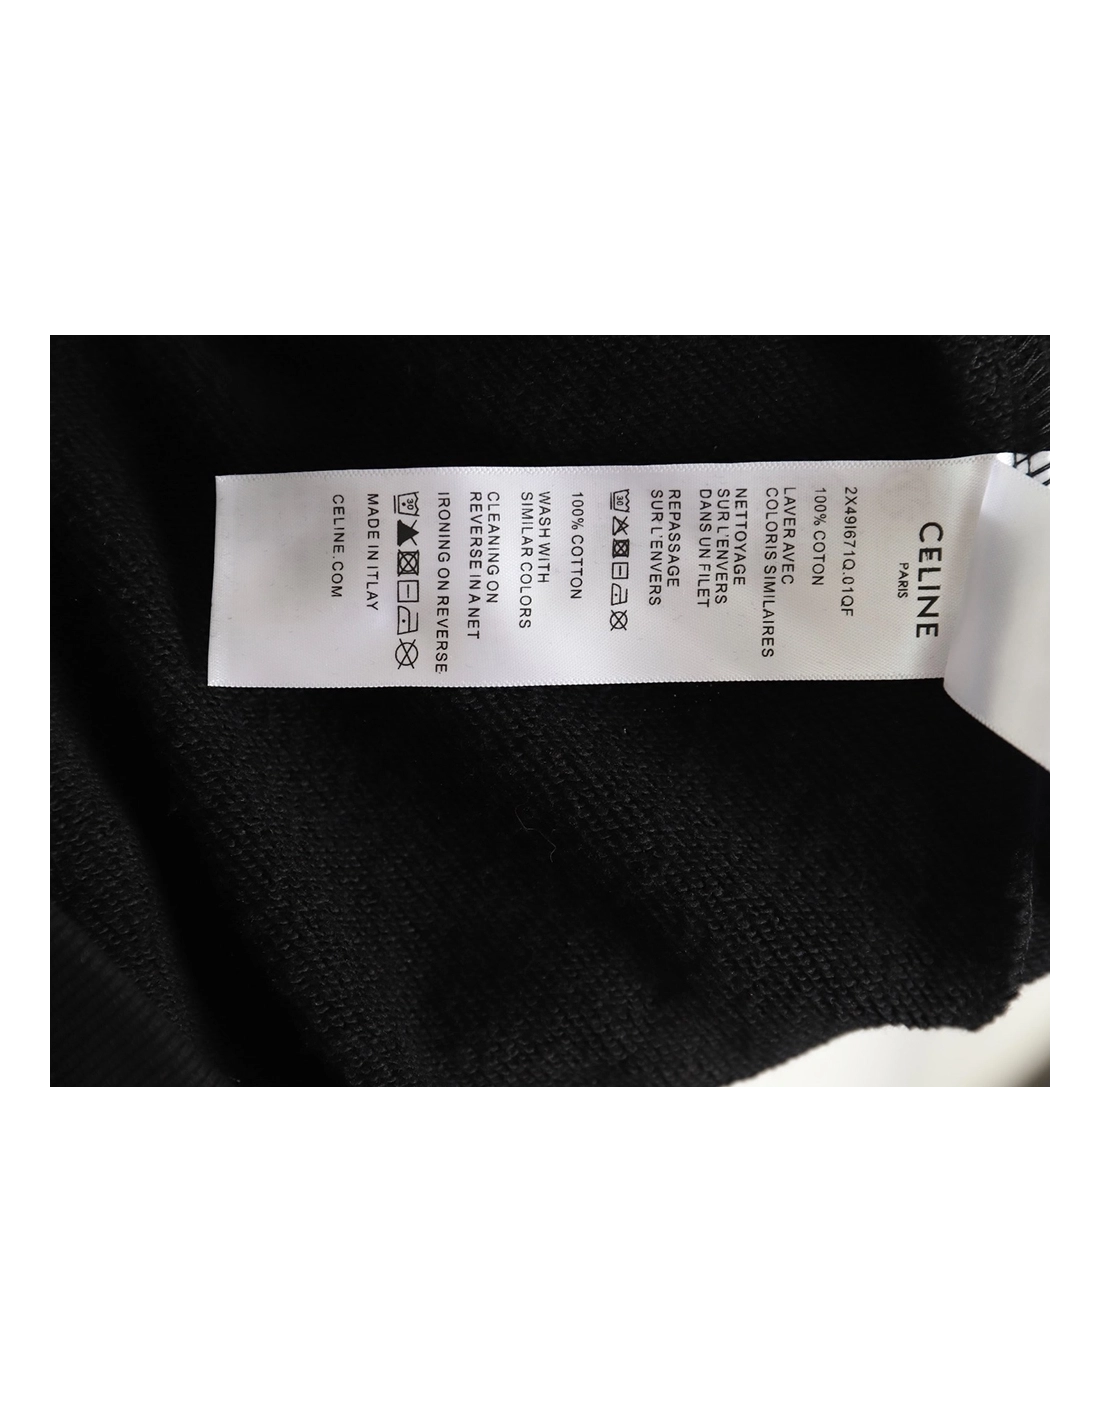 CELINE
PARIS
2X49I671Q.01QF
100% COTON
LAVER AVEC
COLORIS SIMILAIRES
NETTOYAGE
SUR L'ENVERS
DANS UN FILET
REPASSAGE
SUR L'ENVERS
30
100% COTTON
WASH WITH
SIMILAR COLORS
CLEANING ON
REVERSE IN A NET
IRONING ON REVERSE
30
MADE IN ITLAY
CELINE.COM